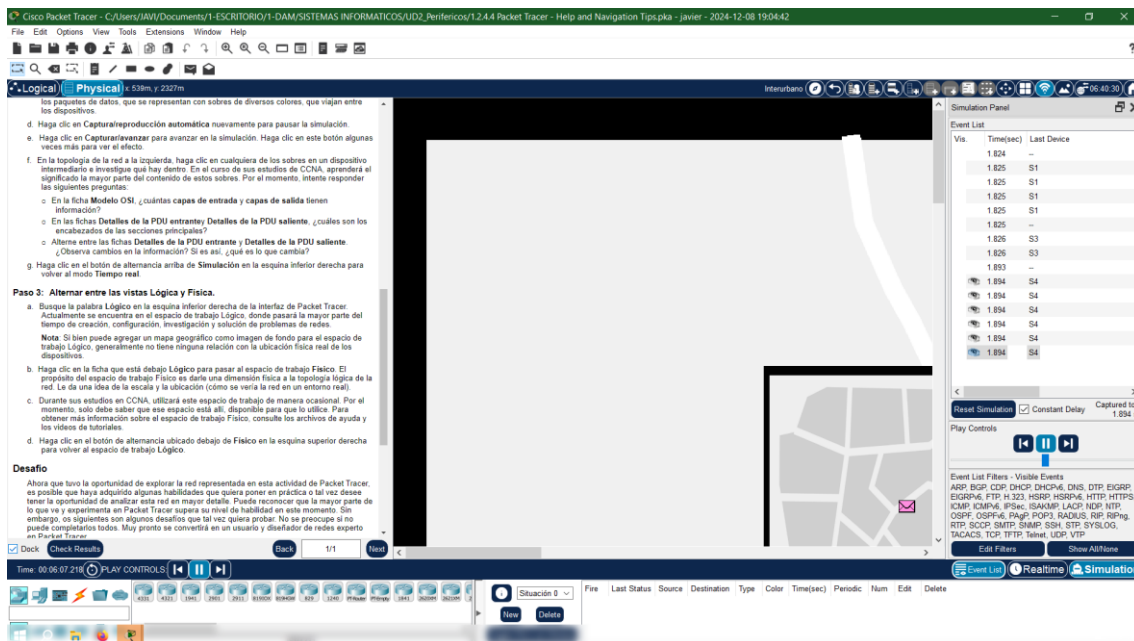 Cisco Packet Tracer - C:/Users/JAVI/Documents/1-ESCRITORIO/1-DAM/SISTEMAS INFORMATICOS/UD2_Perifericos/1.2.4.4 Packet Tracer - Help and Navigation Tips.pka - javier - 2024-12-08 19:04:42
File Edit Options View Tools Extensions Window Help
Logical Physical x: 539m, y: 2327m
Interurbano
06:40:30
los paquetes de datos, que se representan con sobres de diversos colores, que viajan entre
los dispositivos.
d. Haga clic en Captura/reproducción automática nuevamente para pausar la simulación.
e. Haga clic en Capturar/avanzar para avanzar en la simulación. Haga clic en este botón algunas
veces más para ver el efecto.
f. En la topología de la red a la izquierda, haga clic en cualquiera de los sobres en un dispositivo
intermediario e investigue qué hay dentro. En el curso de sus estudios de CCNA, aprenderá el
significado la mayor parte del contenido de estos sobres. Por el momento, intente responder
las siguientes preguntas:
o En la ficha Modelo OSI, ¿cuántas capas de entrada y capas de salida tienen
información?
o En las fichas Detalles de la PDU entrantey Detalles de la PDU saliente, ¿cuáles son los
encabezados de las secciones principales?
o Alterne entre las fichas Detalles de la PDU entrante y Detalles de la PDU saliente.
¿Observa cambios en la información? Si es así, ¿qué es lo que cambia?
g. Haga clic en el botón de alternancia arriba de Simulación en la esquina inferior derecha para
volver al modo Tiempo real.
Paso 3: Alternar entre las vistas Lógica y Física.
a. Busque la palabra Lógico en la esquina inferior derecha de la interfaz de Packet Tracer.
Actualmente se encuentra en el espacio de trabajo Lógico, donde pasará la mayor parte del
tiempo de creación, configuración, investigación y solución de problemas de redes.
Nota: Si bien puede agregar un mapa geográfico como imagen de fondo para el espacio de
trabajo Lógico, generalmente no tiene ninguna relación con la ubicación física real de los
dispositivos.
b. Haga clic en la ficha que está debajo Lógico para pasar al espacio de trabajo Físico. El
propósito del espacio de trabajo Físico es darle una dimensión física a la topología lógica de la
red. Le da una idea de la escala y la ubicación (cómo se vería la red en un entorno real).
c. Durante sus estudios en CCNA, utilizará este espacio de trabajo de manera ocasional. Por el
momento, solo debe saber que ese espacio está allí, disponible para que lo utilice. Para
obtener más información sobre el espacio de trabajo Físico, consulte los archivos de ayuda y
los videos de tutoriales.
d. Haga clic en el botón de alternancia ubicado debajo de Físico en la esquina superior derecha
para volver al espacio de trabajo Lógico.
Desafío
Ahora que tuvo la oportunidad de explorar la red representada en esta actividad de Packet Tracer,
es posible que haya adquirido algunas habilidades que quiera poner en práctica o tal vez desee
tener la oportunidad de analizar esta red en mayor detalle. Puede reconocer que la mayor parte de
lo que ve y experimenta en Packet Tracer supera su nivel de habilidad en este momento. Sin
embargo, os siguientes son algunos desafíos que tal vez quiera probar. No se preocupe si no
puede completarlos todos. Muy pronto se convertirá en un usuario y diseñador de redes experto
en Packet Tracer.
Dock Check Results Back 1/1 Next
Simulation Panel
Event List
Vis. Time(sec) Last Device
1.824 --
1.825 S1
1.825 S1
1.825 S1
1.825 S1
1.825 --
1.826 S3
1.826 S3
1.893 --
1.894 S4
1.894 S4
1.894 S4
1.894 S4
1.894 S4
1.894 S4
Reset Simulation Constant Delay Captured to
1.894
Play Controls
Event List Filters - Visible Events
ARP, BGP, CDP, DHCP, DHCPv6, DNS, DTP, EIGRP,
EIGRPv6, FTP, H.323, HSRP, HSRPv6, HTTP, HTTPS,
ICMP, ICMPv6, IPSec, ISAKMP, LACP, NDP, NTP,
OSPF, OSPFv6, PAgP, POP3, RADIUS, RIP, RIPng,
RTP, SCCP, SMTP, SNMP, SSH, STP, SYSLOG,
TACACS, TCP, TFTP, Telnet, UDP, VTP
Edit Filters Show All/None
Time: 00:06:07.218 PLAY CONTROLS:
Event List Realtime Simulatio
4331 4321 1941 2901 2911 819IOX 819HGW 829 1240 PT-Router PT-Empty 1841 2620XM 2621XM
Situación 0
New Delete
Fire Last Status Source Destination Type Color Time(sec) Periodic Num Edit Delete